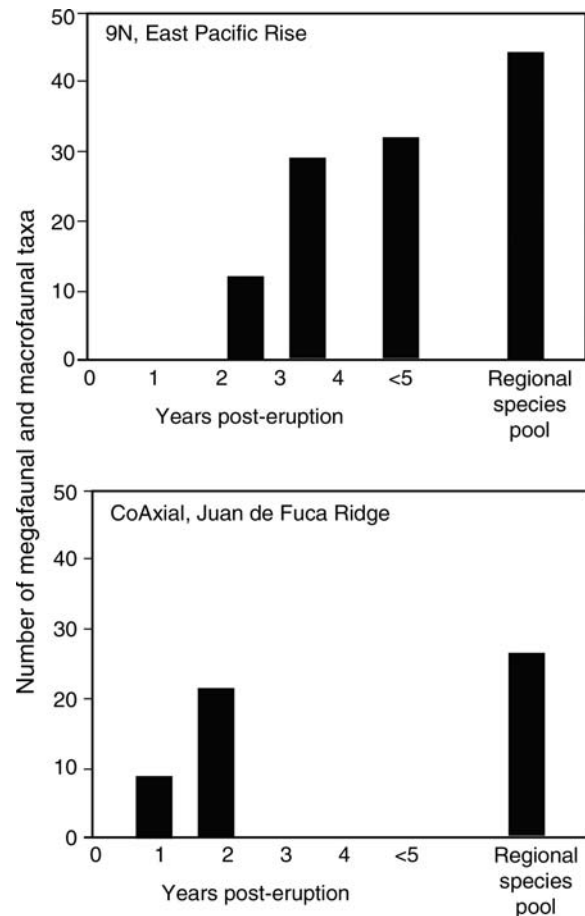 Number of megafaunal and macrofaunal taxa
9N, East Pacific Rise
50
40
30
20
10
0
0 1 2 3 4 <5 Regional
species
pool
Years post-eruption
CoAxial, Juan de Fuca Ridge
50
40
30
20
10
0
0 1 2 3 4 <5 Regional
species
pool
Years post-eruption